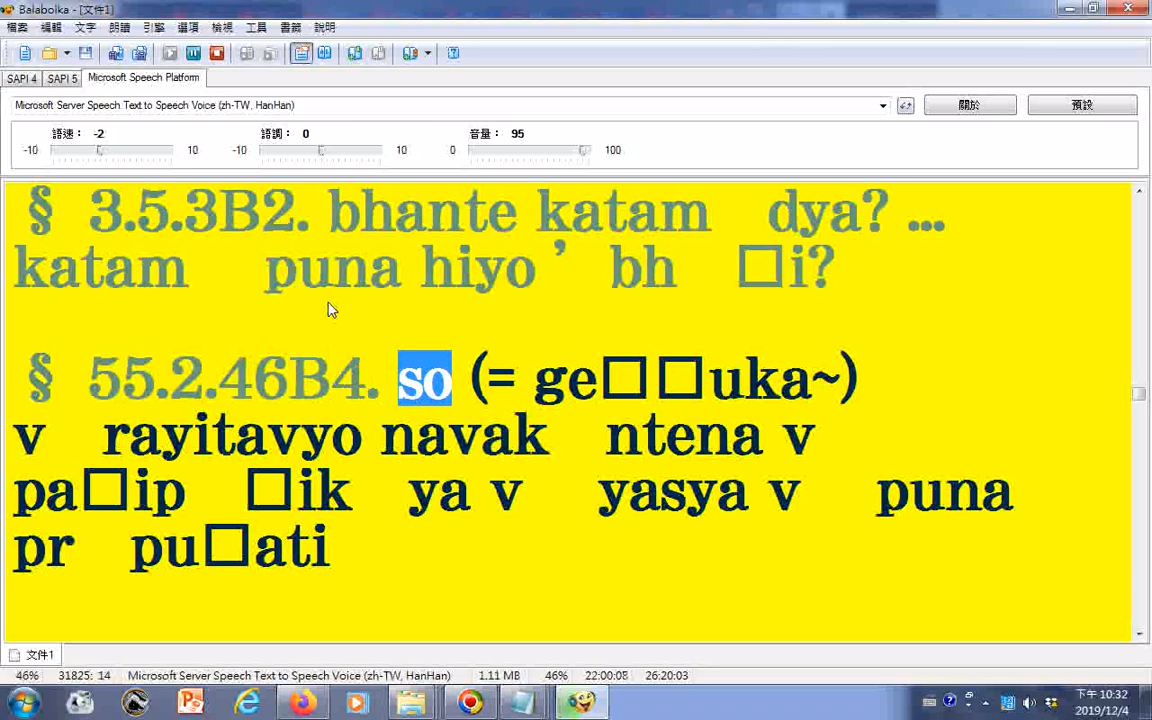 Balabolka - [文件1]
檔案 編輯 文字 朗讀 引擎 選項 檢視 工具 書籤 說明
SAPI 4 SAPI 5 Microsoft Speech Platform
Microsoft Server Speech Text to Speech Voice (zh-TW, HanHan) 關於 預設
語速: -2 語調: 0 音量: 95
-10 10 -10 10 0 100
§ 3.5.3B2. bhante katam dya? ...
katam puna hiyo ’ bh □i?
§ 55.2.46B4. so (= ge□□uka~)
v rayitavyo navak ntena v
pa□ip □ik ya v yasya v puna
pr pu□ati
文件1
46% 31825: 14 Microsoft Server Speech Text to Speech Voice (zh-TW, HanHan) 1.11 MB 46% 22:00:08 26:20:03
下午 10:32
2019/12/4